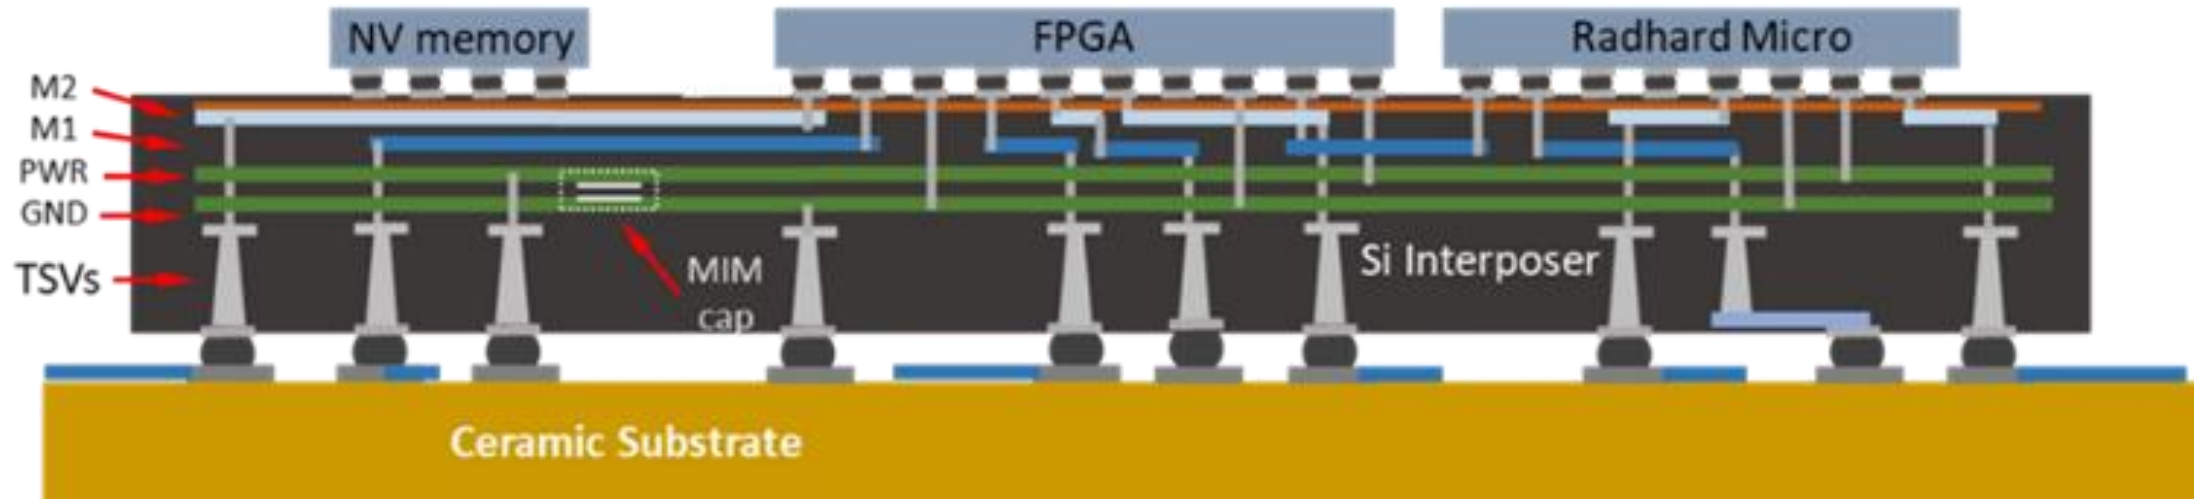 NV memory
FPGA
Radhard Micro
M2
M1
PWR
GND
TSVs
MIM
cap
Si Interposer
Ceramic Substrate